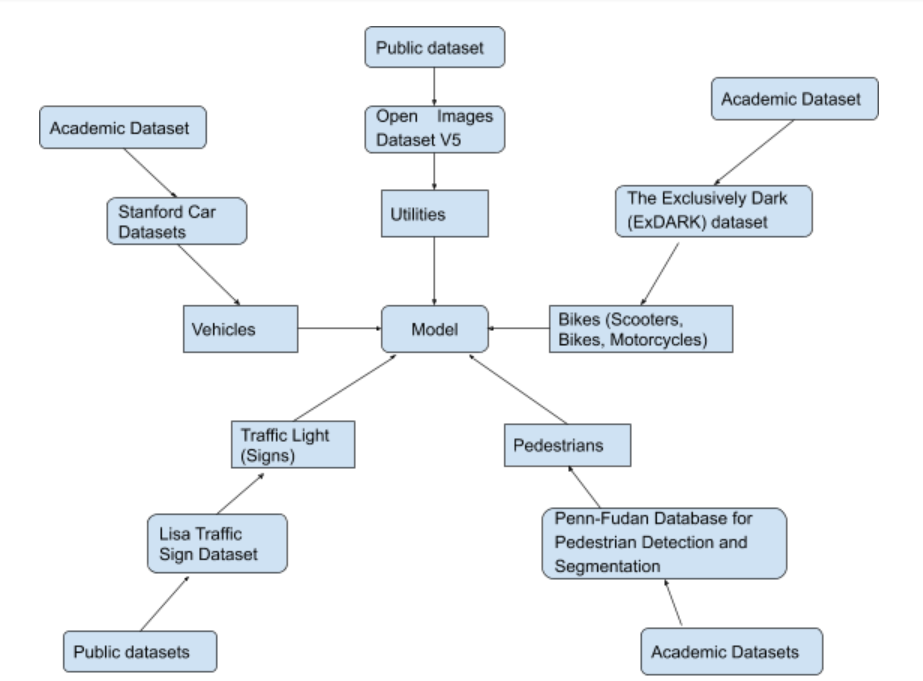 Public dataset
Open Images
Dataset V5
Utilities
Academic Dataset
Stanford Car
Datasets
Vehicles
Model
Academic Dataset
The Exclusively Dark
(ExDARK) dataset
Bikes (Scooters,
Bikes, Motorcycles)
Traffic Light
(Signs)
Lisa Traffic
Sign Dataset
Public datasets
Pedestrians
Penn-Fudan Database for
Pedestrian Detection and
Segmentation
Academic Datasets